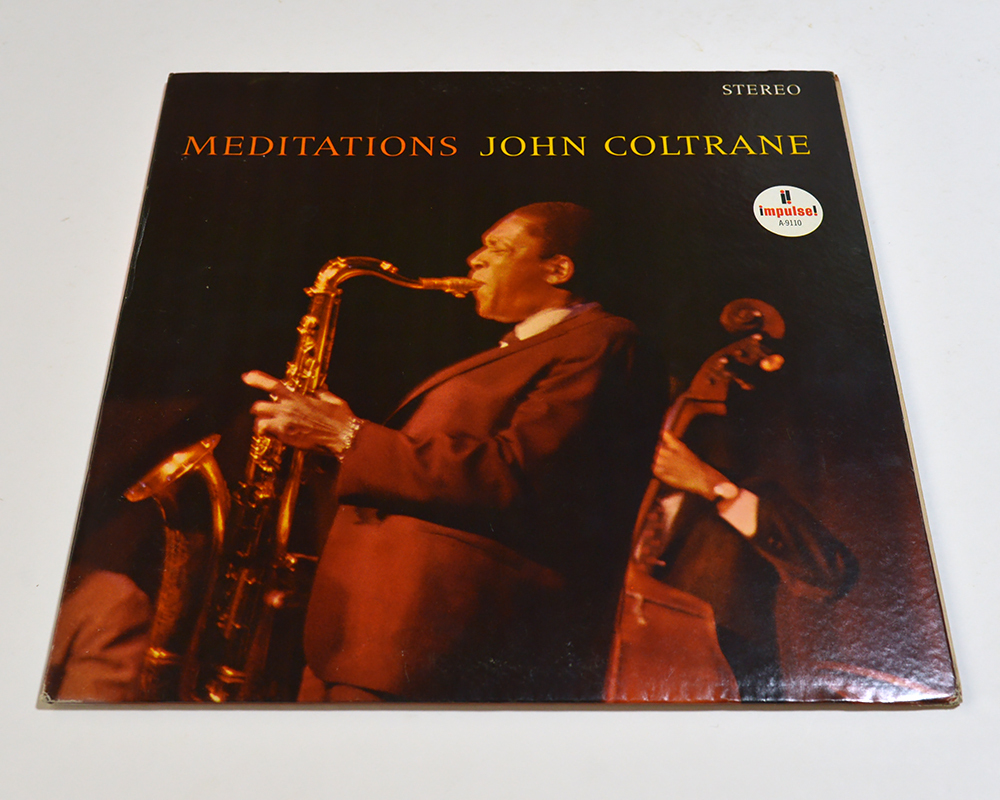 STEREO
MEDITATIONS JOHN COLTRANE
impulse!
A-9110